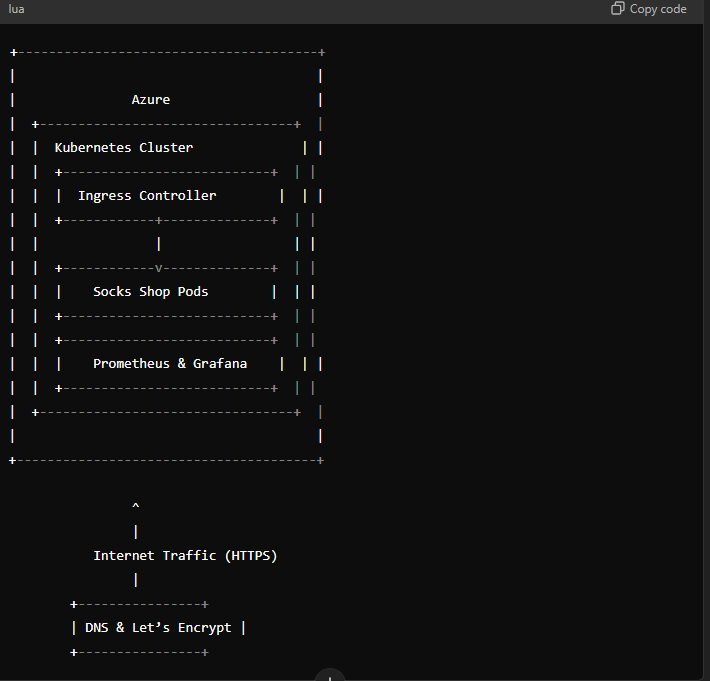 lua
Copy code
+---------------------------------------+
|                                       |
|               Azure                   |
|  +---------------------------------+  |
|  |  Kubernetes Cluster              | |
|  |  +---------------------------+  | |
|  |  |  Ingress Controller        |  | |
|  |  +------------+--------------+  | |
|  |               |                 | |
|  |  +------------v--------------+  | |
|  |  |    Socks Shop Pods        |  | |
|  |  +---------------------------+  | |
|  |  +---------------------------+  | |
|  |  |    Prometheus & Grafana    |  | |
|  |  +---------------------------+  | |
|  +---------------------------------+  |
|                                       |
+---------------------------------------+
^
|
Internet Traffic (HTTPS)
|
+----------------+
| DNS & Let’s Encrypt |
+----------------+